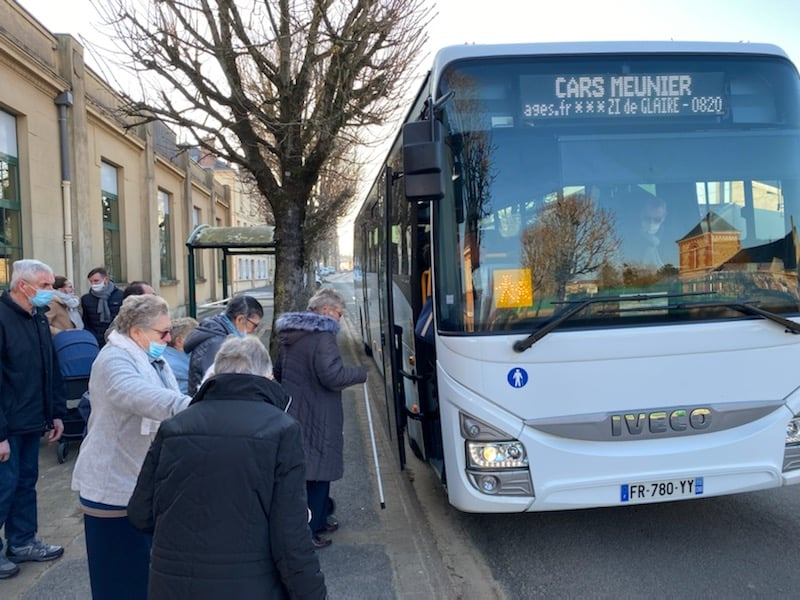 CARS MEUNIER
ages.fr***ZI de GLAIRE-0820
N
IVECO
FR-780-YY